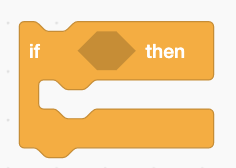 if then